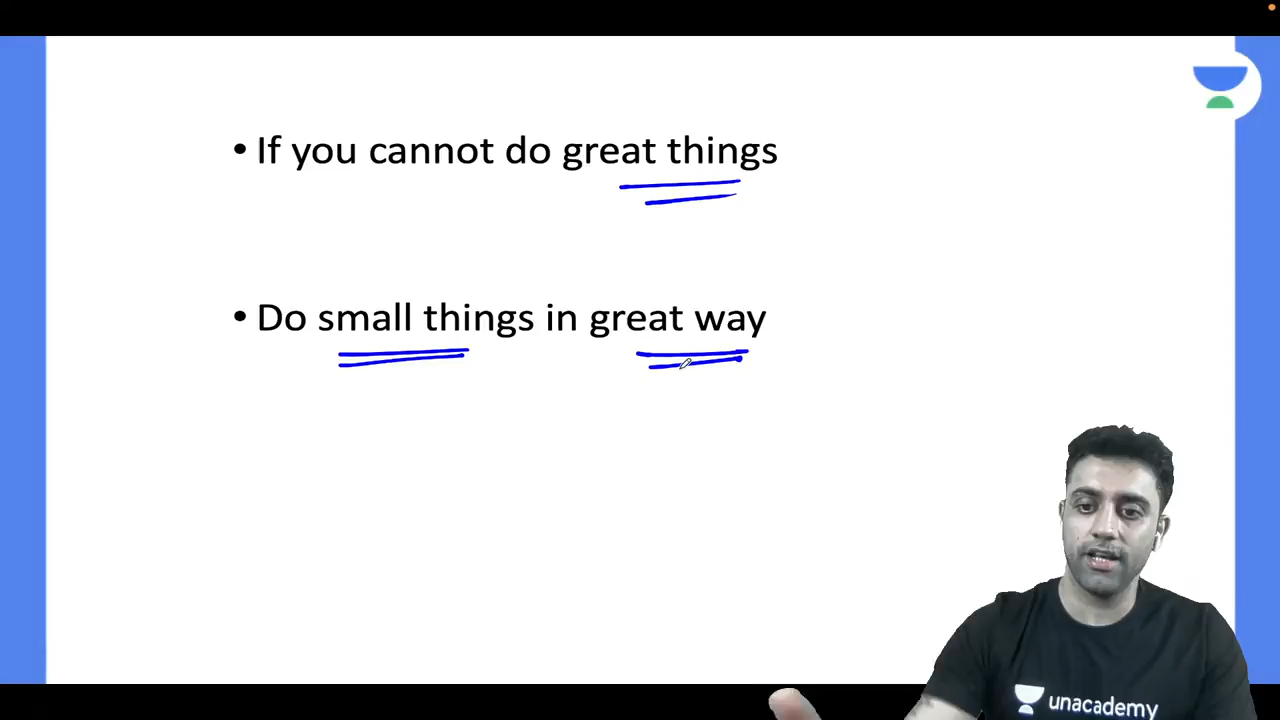 • If you cannot do great things
• Do small things in great way
unacademy